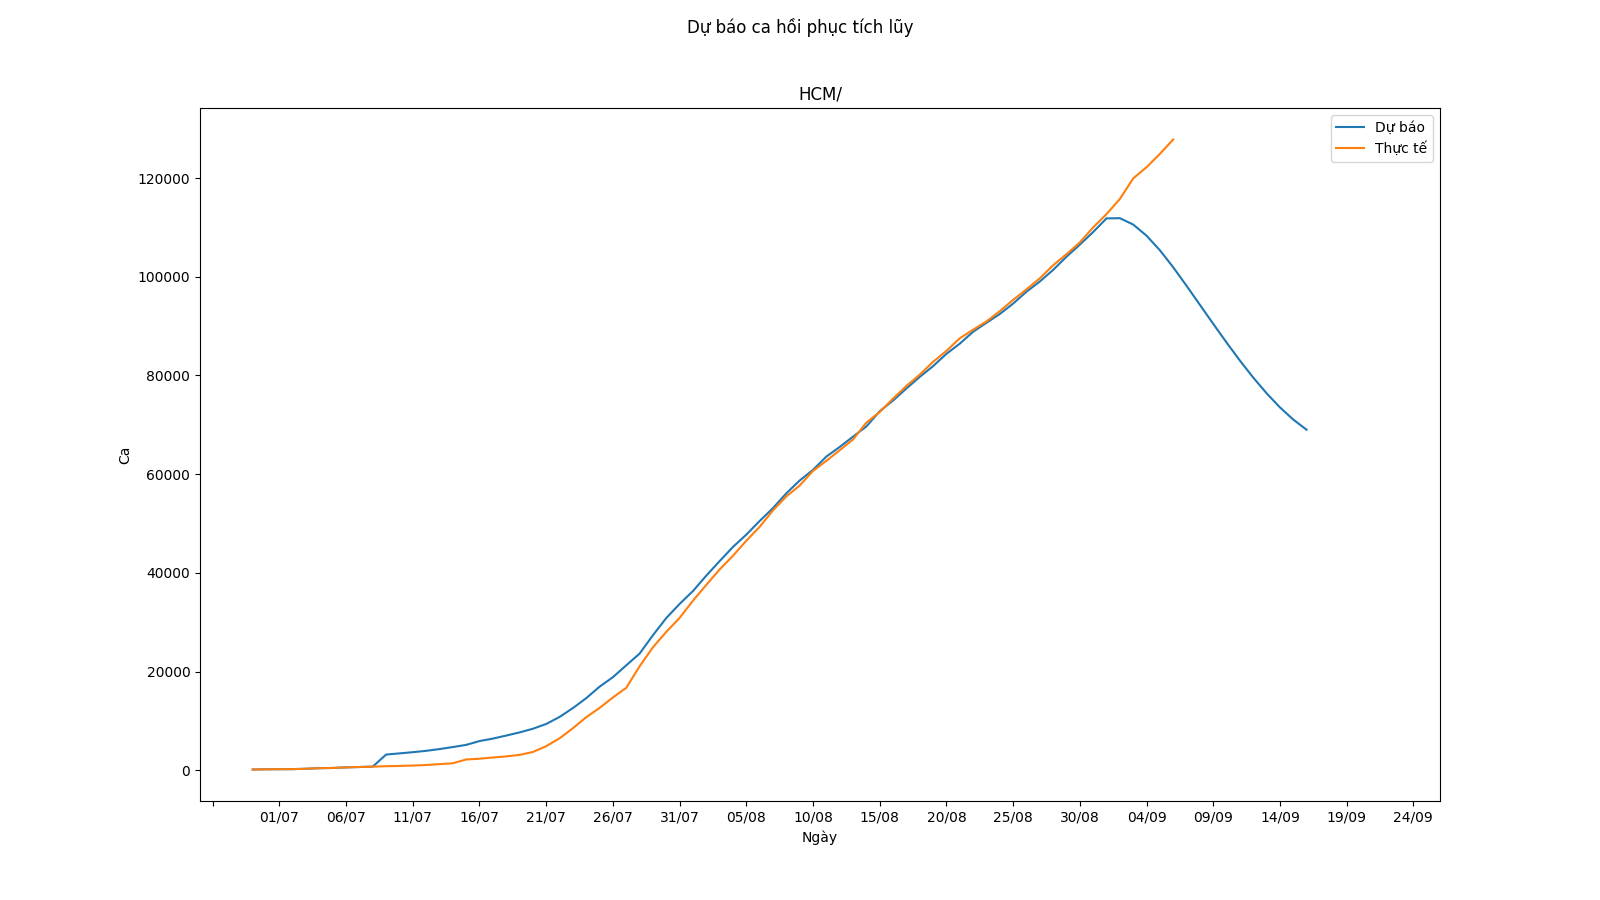 Dự báo ca hồi phục tích lũy
HCM/
Dự báo
Thực tế
120000
100000
80000
60000
40000
20000
0
Ca
01/07 06/07 11/07 16/07 21/07 26/07 31/07 05/08 10/08 15/08 20/08 25/08 30/08 04/09 09/09 14/09 19/09 24/09
Ngày